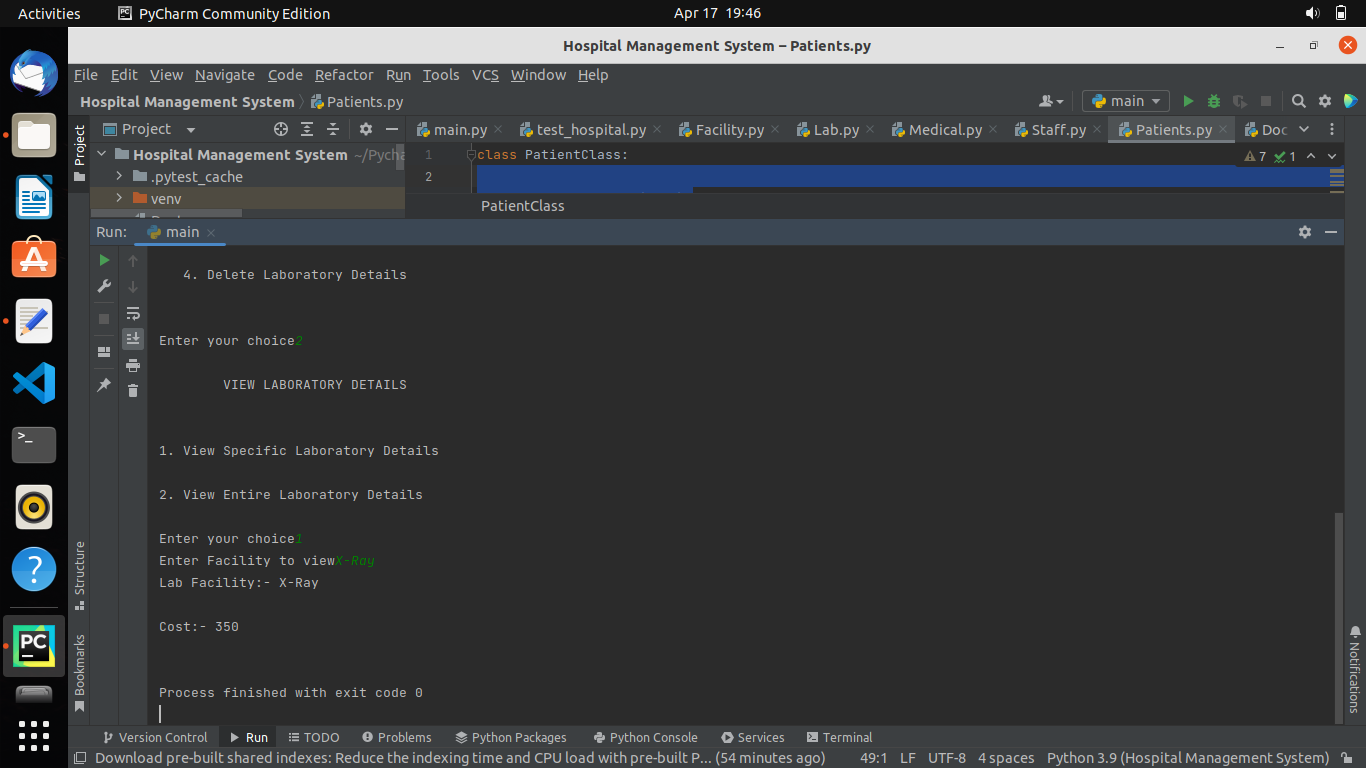 Activities PyCharm Community Edition Apr 17 19:46
Hospital Management System – Patients.py
File Edit View Navigate Code Refactor Run Tools VCS Window Help
Hospital Management System Patients.py main
Project main.py test_hospital.py Facility.py Lab.py Medical.py Staff.py Patients.py Doc
Project
Hospital Management System ~/Pycha
.pytest_cache
venv
1 class PatientClass:
2
7 1
PatientClass
Run: main
4. Delete Laboratory Details
Enter your choice2
VIEW LABORATORY DETAILS
1. View Specific Laboratory Details
2. View Entire Laboratory Details
Enter your choice1
Enter Facility to viewX-Ray
Lab Facility:- X-Ray
Cost:- 350
Process finished with exit code 0
Structure
Bookmarks
Notifications
PC
Version Control Run TODO Problems Python Packages Python Console Services Terminal
Download pre-built shared indexes: Reduce the indexing time and CPU load with pre-built P... (54 minutes ago) 49:1 LF UTF-8 4 spaces Python 3.9 (Hospital Management System)